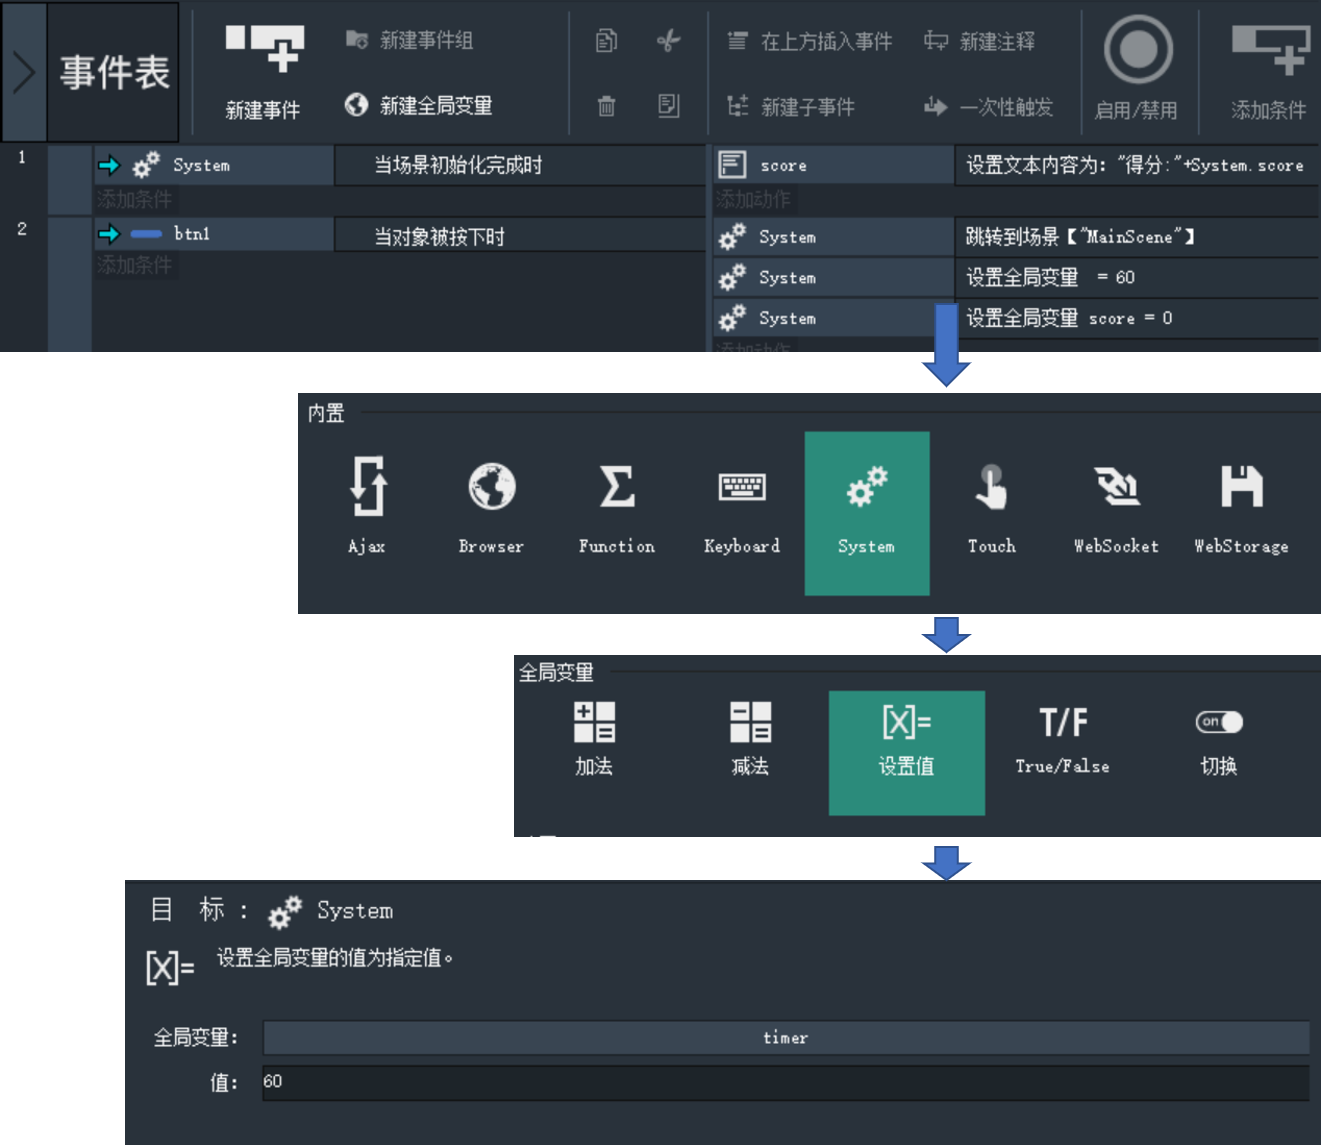 事件表
新建事件
新建事件组
新建全局变量
在上方插入事件
新建注释
新建子事件
一次性触发
启用/禁用
添加条件
1
System
当场景初始化完成时
score
设置文本内容为: "得分:"+System.score
添加条件
添加动作
2
btn1
当对象被按下时
System
跳转到场景【"MainScene"】
添加条件
System
设置全局变量 = 60
System
设置全局变量 score = 0
添加动作
内置
Ajax
Browser
Function
Keyboard
System
Touch
WebSocket
WebStorage
全局变量
[X]=
T/F
on
加法
减法
设置值
True/False
切换
目 标: System
[X]=
设置全局变量的值为指定值。
全局变量: timer
值: 60